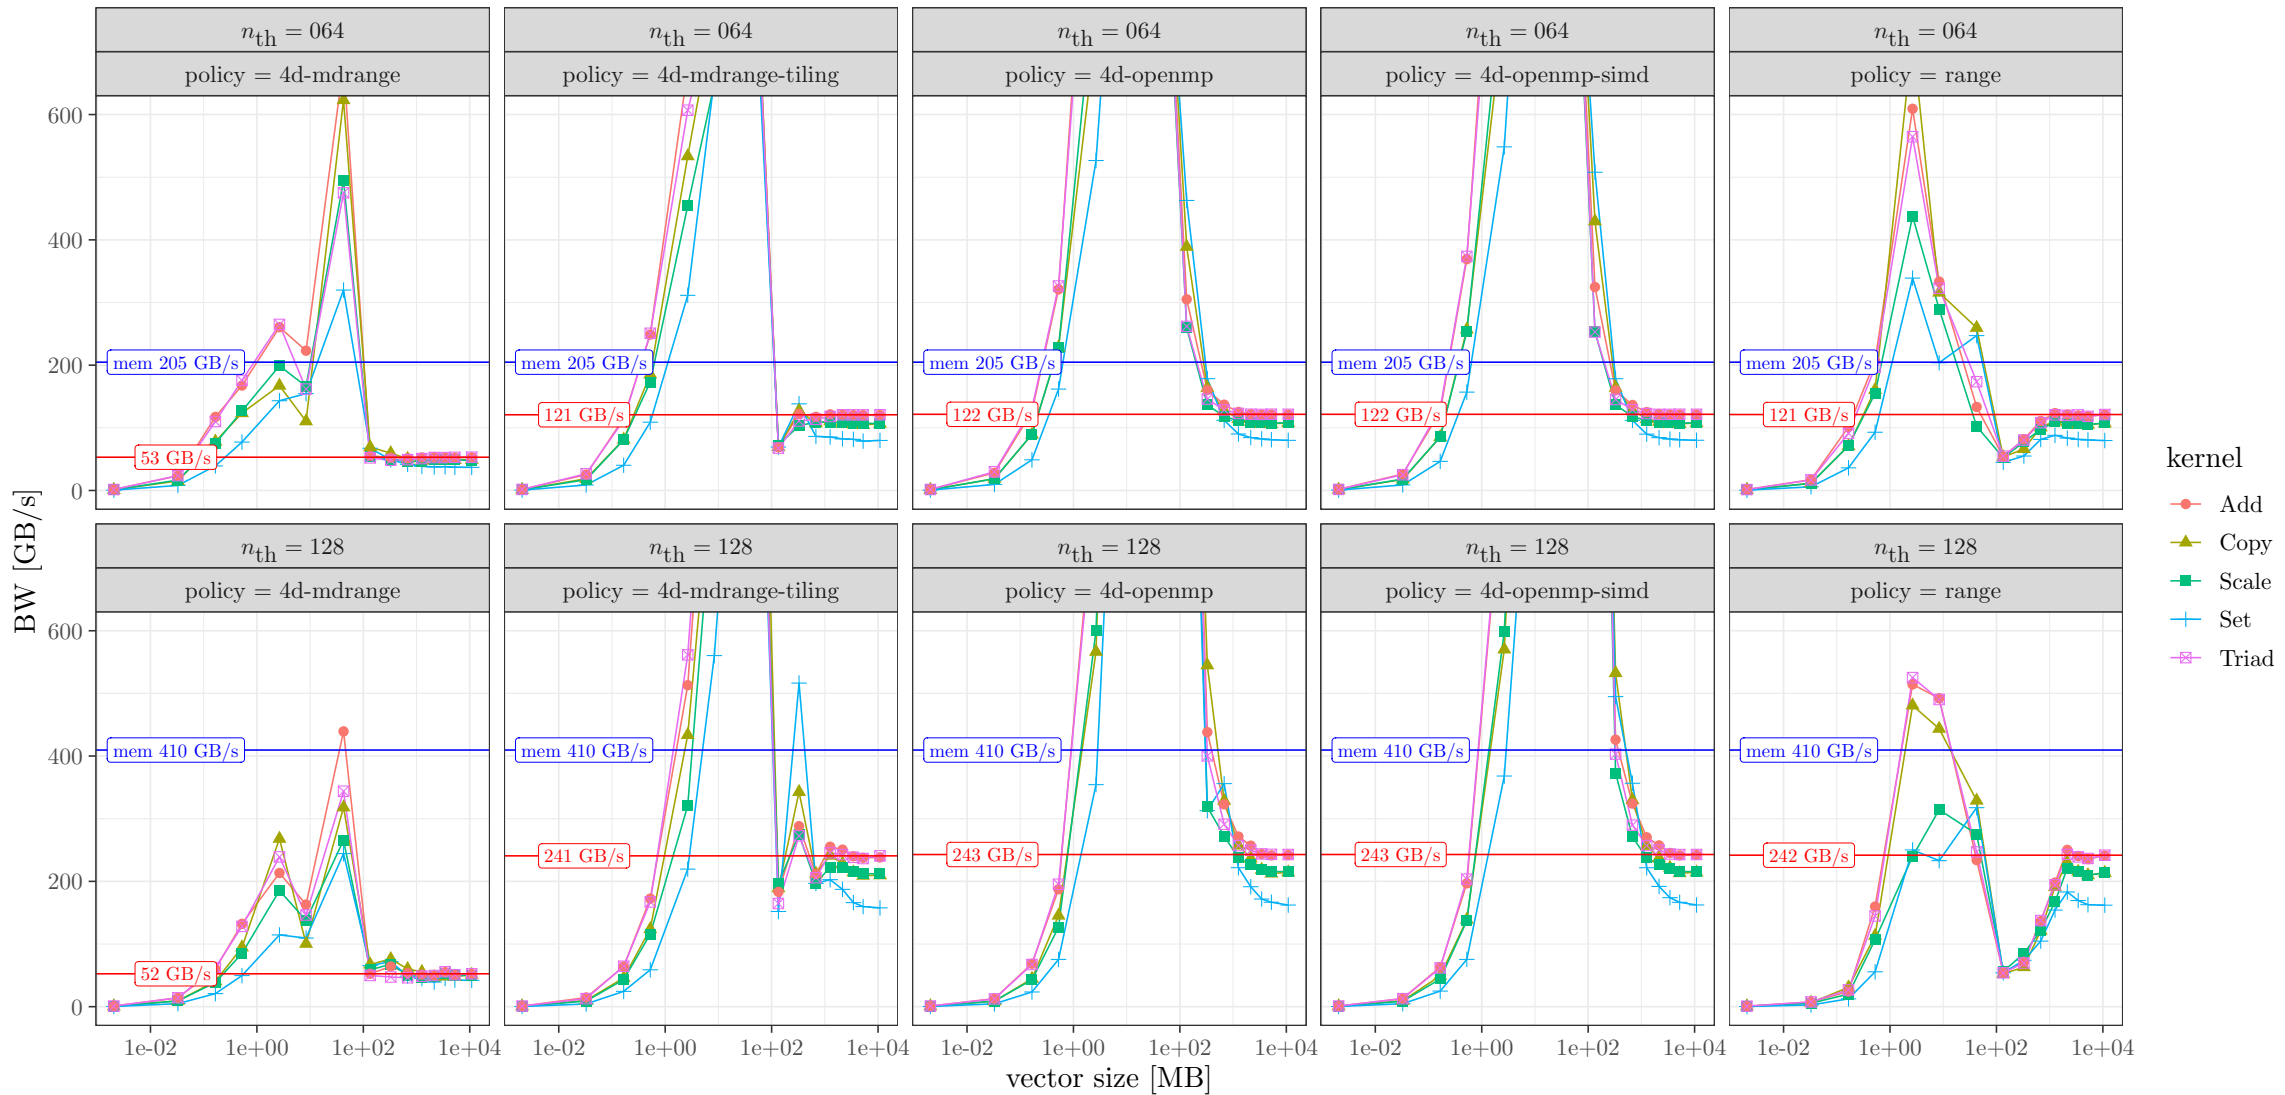 n_th = 064
n_th = 064
n_th = 064
n_th = 064
n_th = 064
policy = 4d-mdrange
policy = 4d-mdrange-tiling
policy = 4d-openmp
policy = 4d-openmp-simd
policy = range
600
400
200
0
mem 205 GB/s
mem 205 GB/s
mem 205 GB/s
mem 205 GB/s
mem 205 GB/s
53 GB/s
121 GB/s
122 GB/s
122 GB/s
121 GB/s
n_th = 128
n_th = 128
n_th = 128
n_th = 128
n_th = 128
policy = 4d-mdrange
policy = 4d-mdrange-tiling
policy = 4d-openmp
policy = 4d-openmp-simd
policy = range
600
400
200
0
mem 410 GB/s
mem 410 GB/s
mem 410 GB/s
mem 410 GB/s
mem 410 GB/s
52 GB/s
241 GB/s
243 GB/s
243 GB/s
242 GB/s
1e-02 1e+00 1e+02 1e+04
1e-02 1e+00 1e+02 1e+04
1e-02 1e+00 1e+02 1e+04
1e-02 1e+00 1e+02 1e+04
1e-02 1e+00 1e+02 1e+04
vector size [MB]
BW [GB/s]
kernel
Add
Copy
Scale
Set
Triad